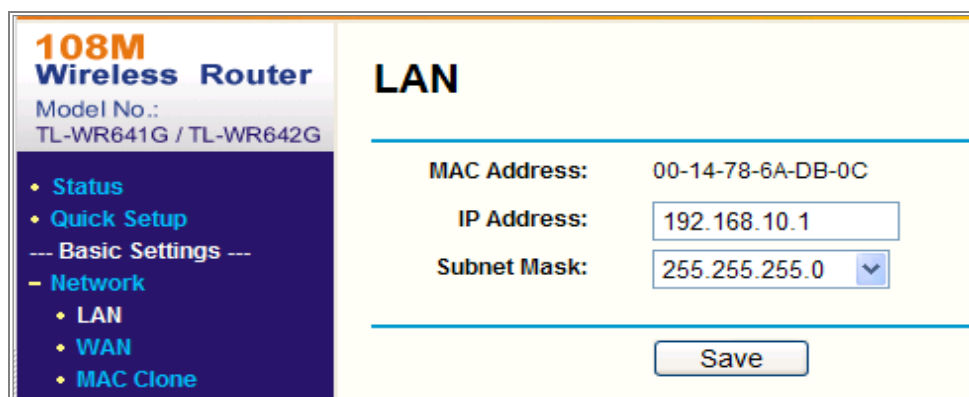 108M
Wireless Router
Model No.:
TL-WR641G / TL-WR642G
• Status
• Quick Setup
--- Basic Settings ---
– Network
• LAN
• WAN
• MAC Clone
LAN
MAC Address: 00-14-78-6A-DB-0C
IP Address: 192.168.10.1
Subnet Mask: 255.255.255.0
Save